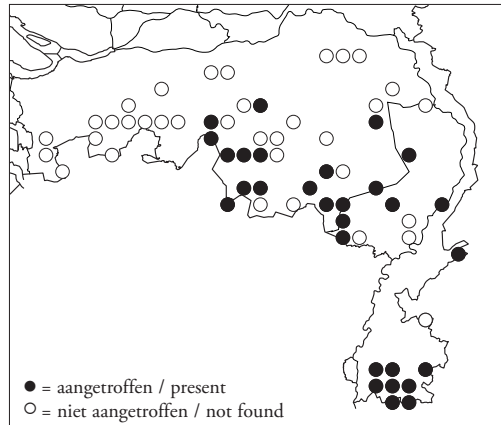 ● = aangetroffen / present
○ = niet aangetroffen / not found